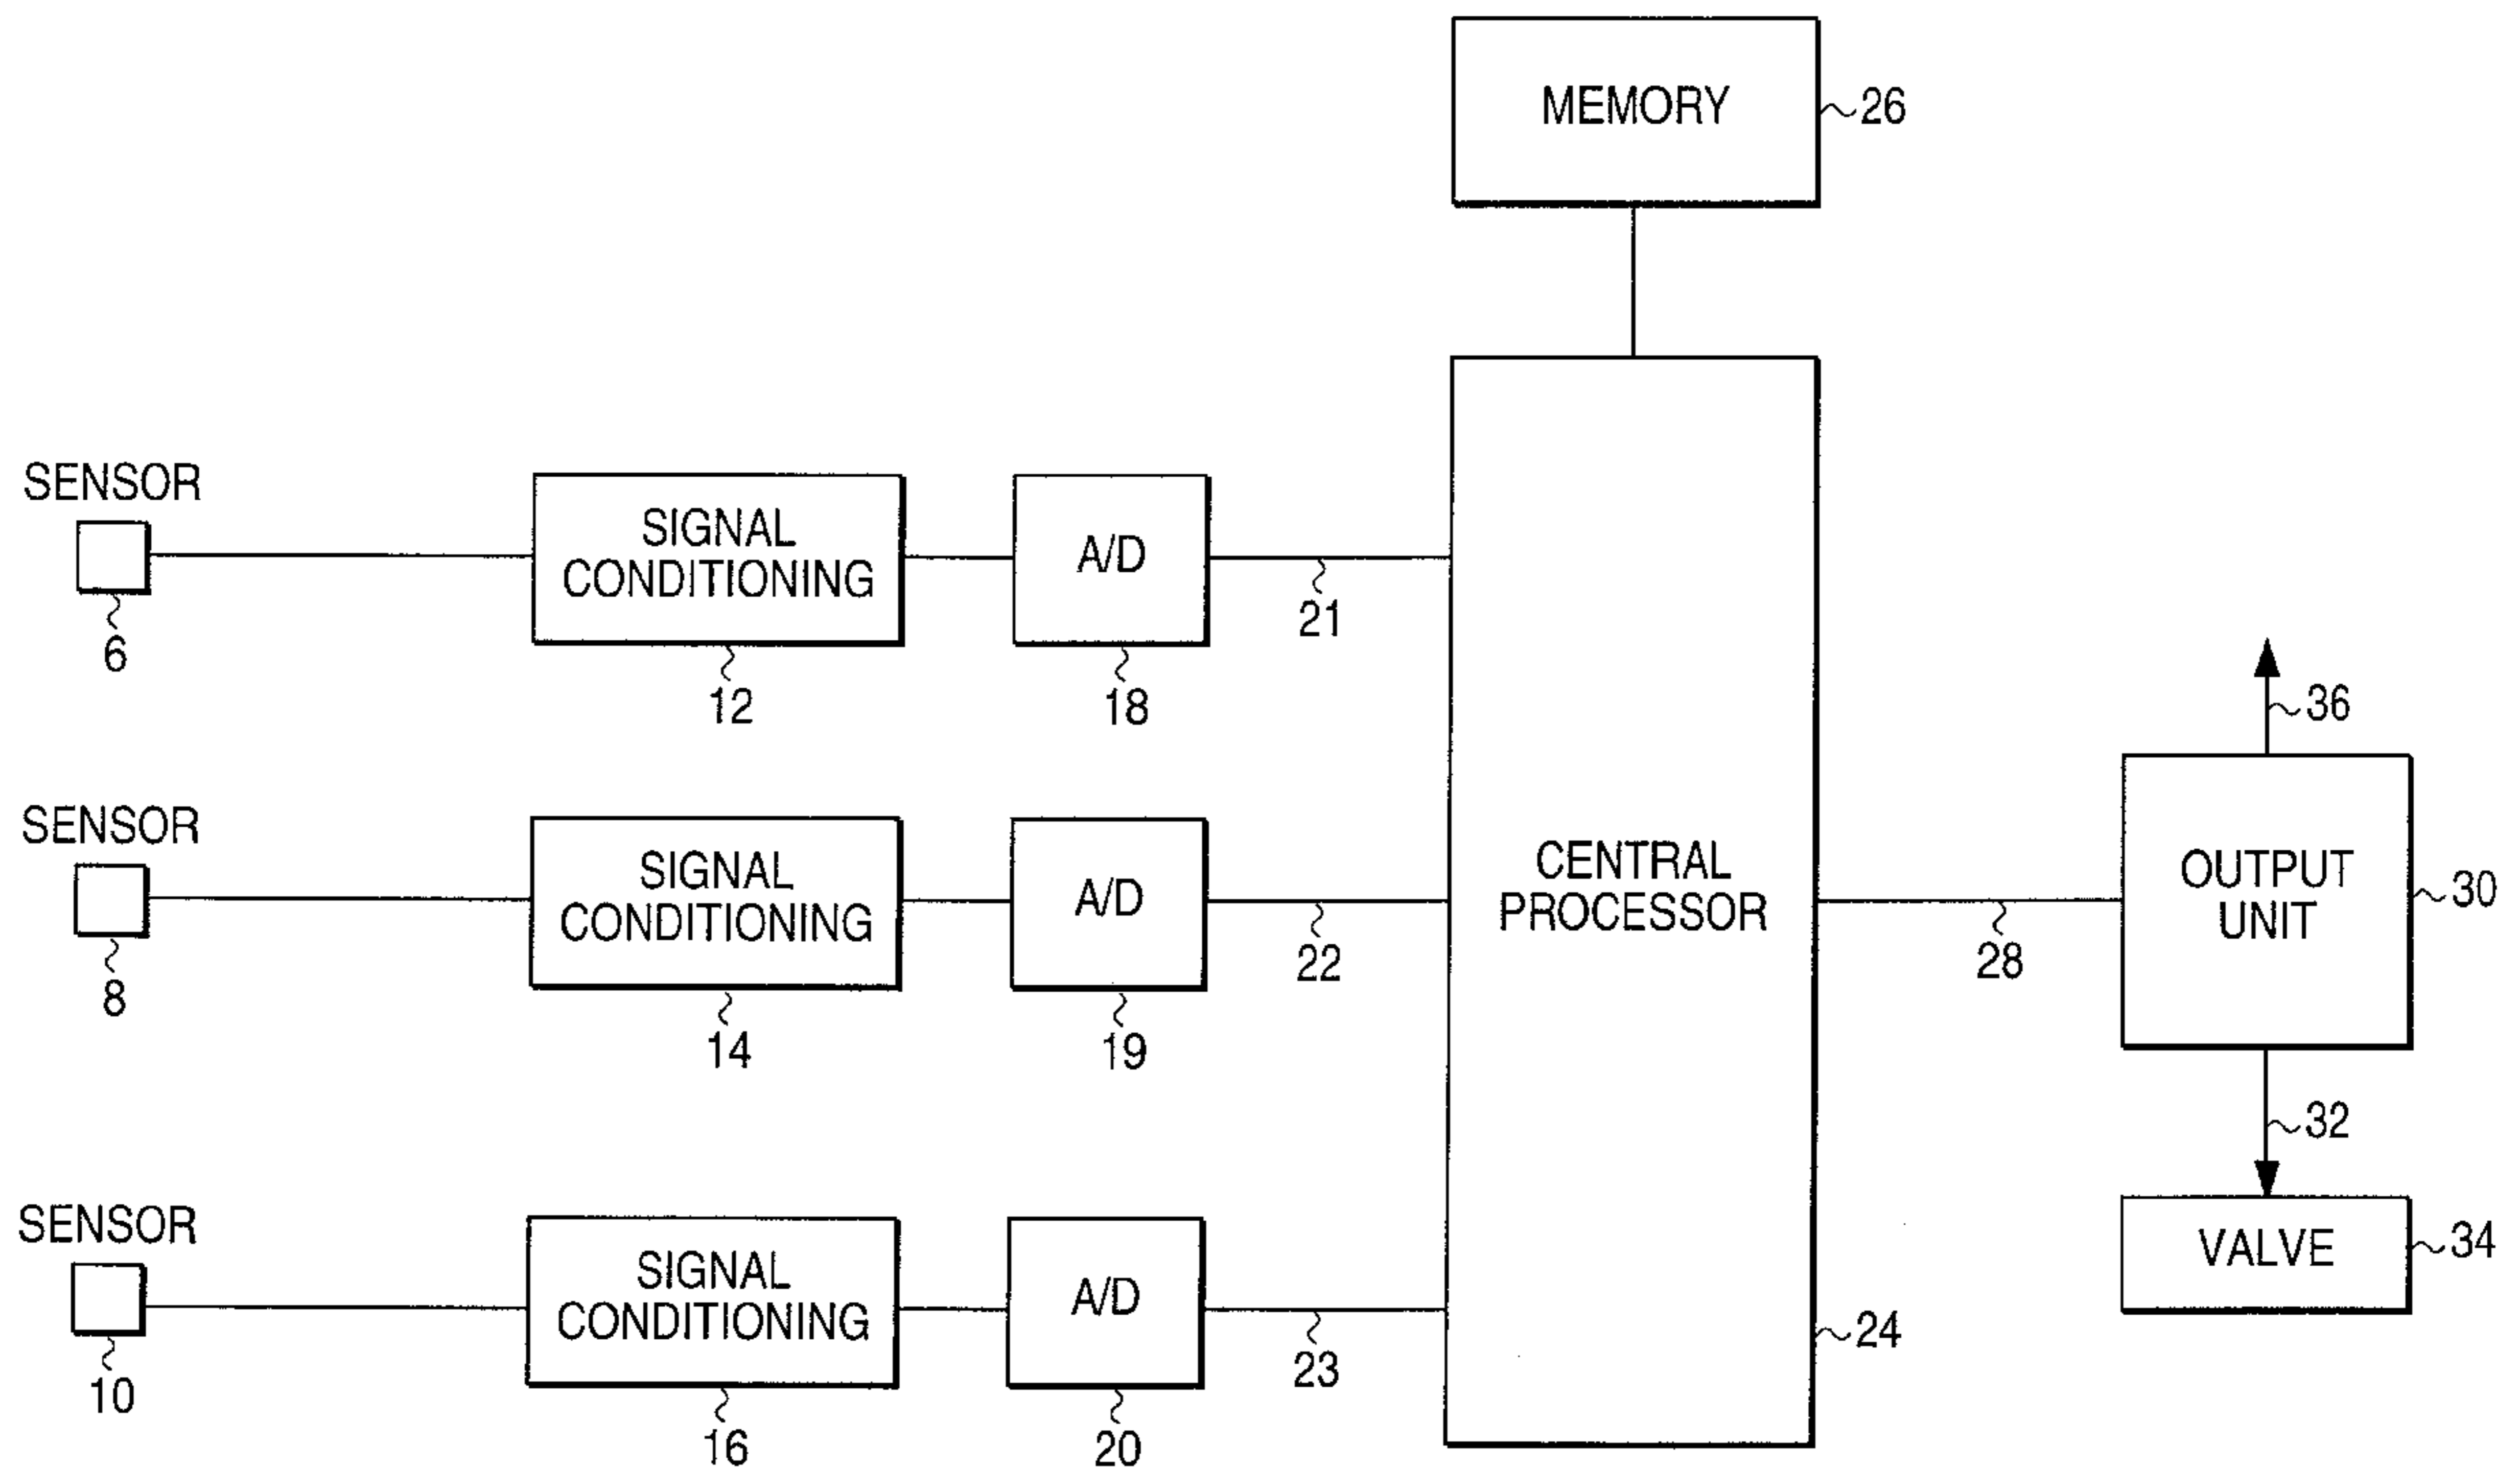 MEMORY
26
SENSOR
6
SIGNAL
CONDITIONING
12
A/D
18
21
SENSOR
8
SIGNAL
CONDITIONING
14
A/D
19
22
SENSOR
10
SIGNAL
CONDITIONING
16
A/D
20
23
CENTRAL
PROCESSOR
24
28
36
OUTPUT
UNIT
30
32
VALVE
34